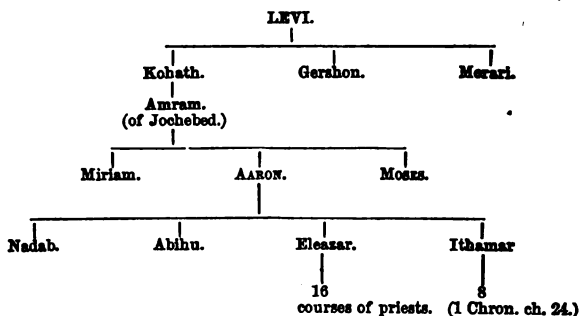 LEVI.
Kohath. Gershon. Merari.
Amram.
(of Jochebed.)
Miriam. AARON. MOSES.
Nadab. Abihu. Eleazar. Ithamar
16 8
courses of priests. (1 Chron. ch. 24.)